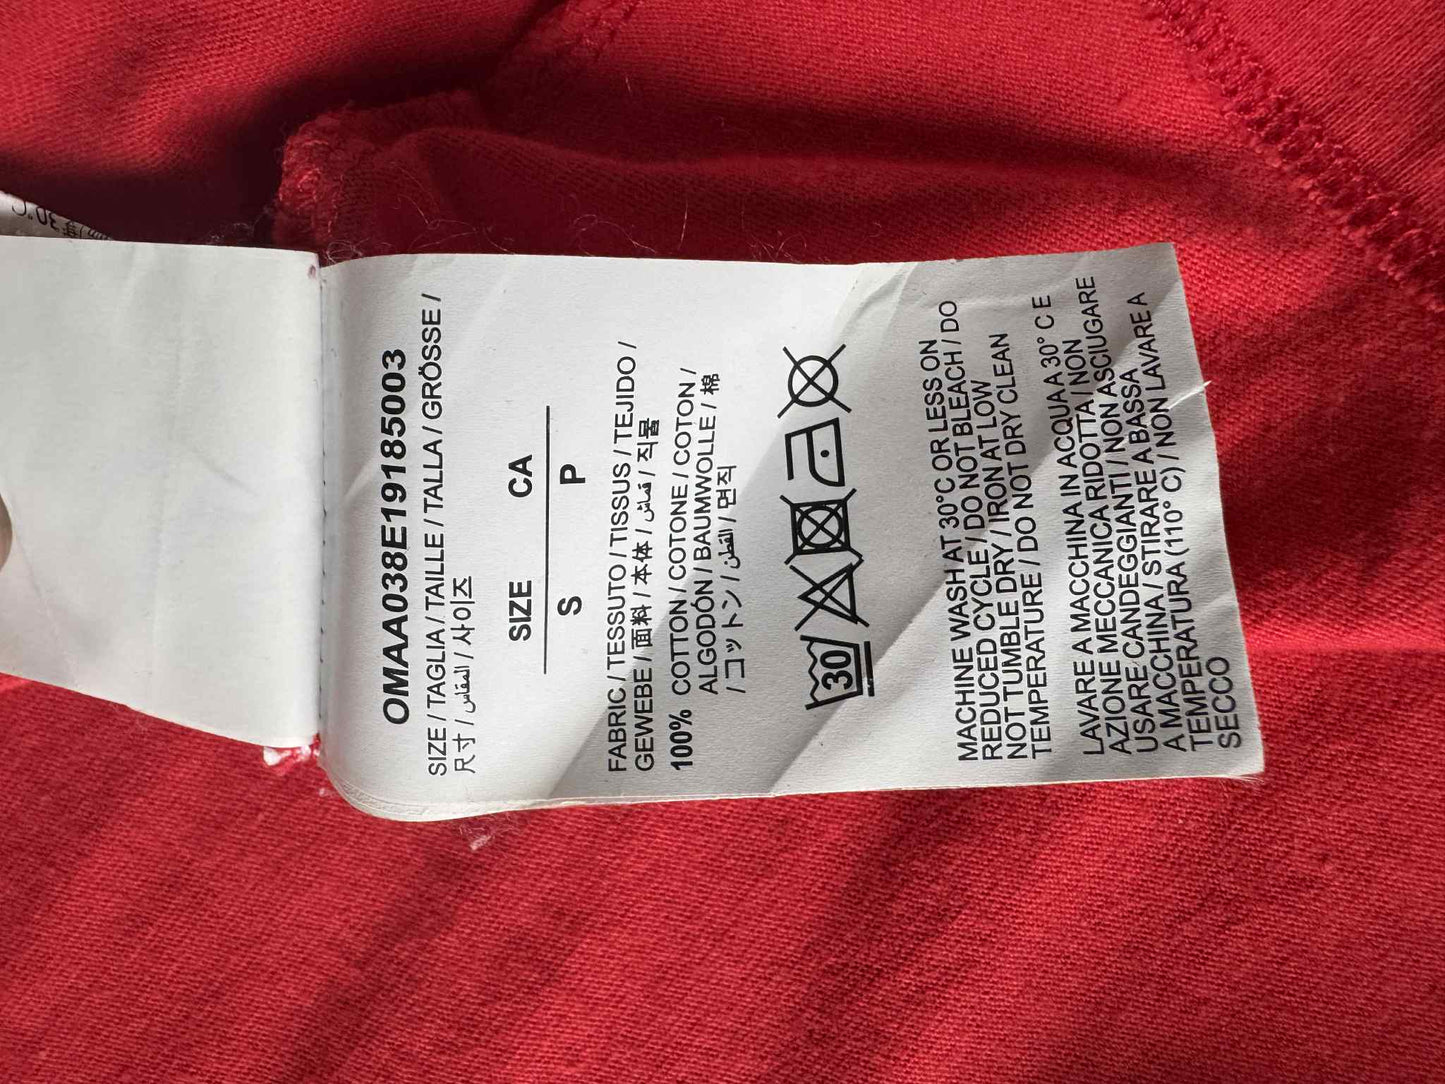 OMAA038E19185003
SIZE / TAGLIA / TAILLE / TALLA / GRÖSSE /
尺寸 / المقاس / 사이즈
SIZE CA
S P
FABRIC / TESSUTO / TISSUS / TEJIDO /
GEWEBE / 面料 / 本体 / قماش / 직물
100% COTTON / COTONE / COTON /
ALGODÓN / BAUMWOLLE / 棉
/ コットン / القطن / 면직
30
MACHINE WASH AT 30°C OR LESS ON
REDUCED CYCLE / DO NOT BLEACH / DO
NOT TUMBLE DRY / IRON AT LOW
TEMPERATURE / DO NOT DRY CLEAN
LAVARE A MACCHINA IN ACQUA A 30° C E
AZIONE MECCANICA RIDOTTA / NON
USARE CANDEGGIANTI / NON ASCIUGARE
A MACCHINA / STIRARE A BASSA
TEMPERATURA (110° C) / NON LAVARE A
SECCO
30°C